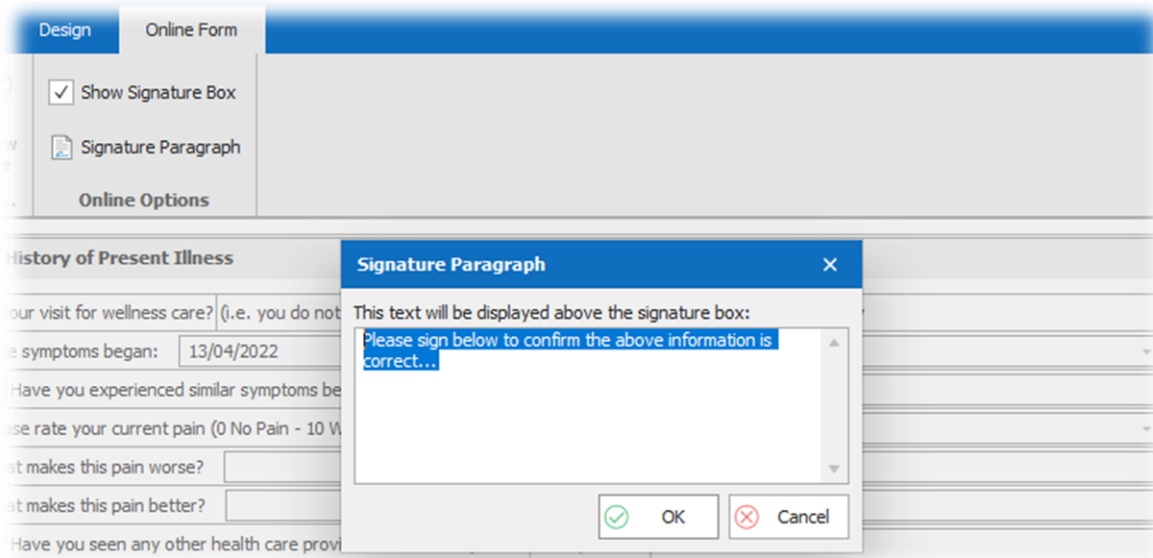 Design Online Form
Show Signature Box
Signature Paragraph
Online Options
History of Present Illness
Signature Paragraph
This text will be displayed above the signature box:
your visit for wellness care? (i.e. you do not
Please sign below to confirm the above information is
correct...
symptoms began: 13/04/2022
Have you experienced similar symptoms be
rate your current pain (0 No Pain - 10 W
makes this pain worse?
makes this pain better?
OK Cancel
Have you seen any other health care provi